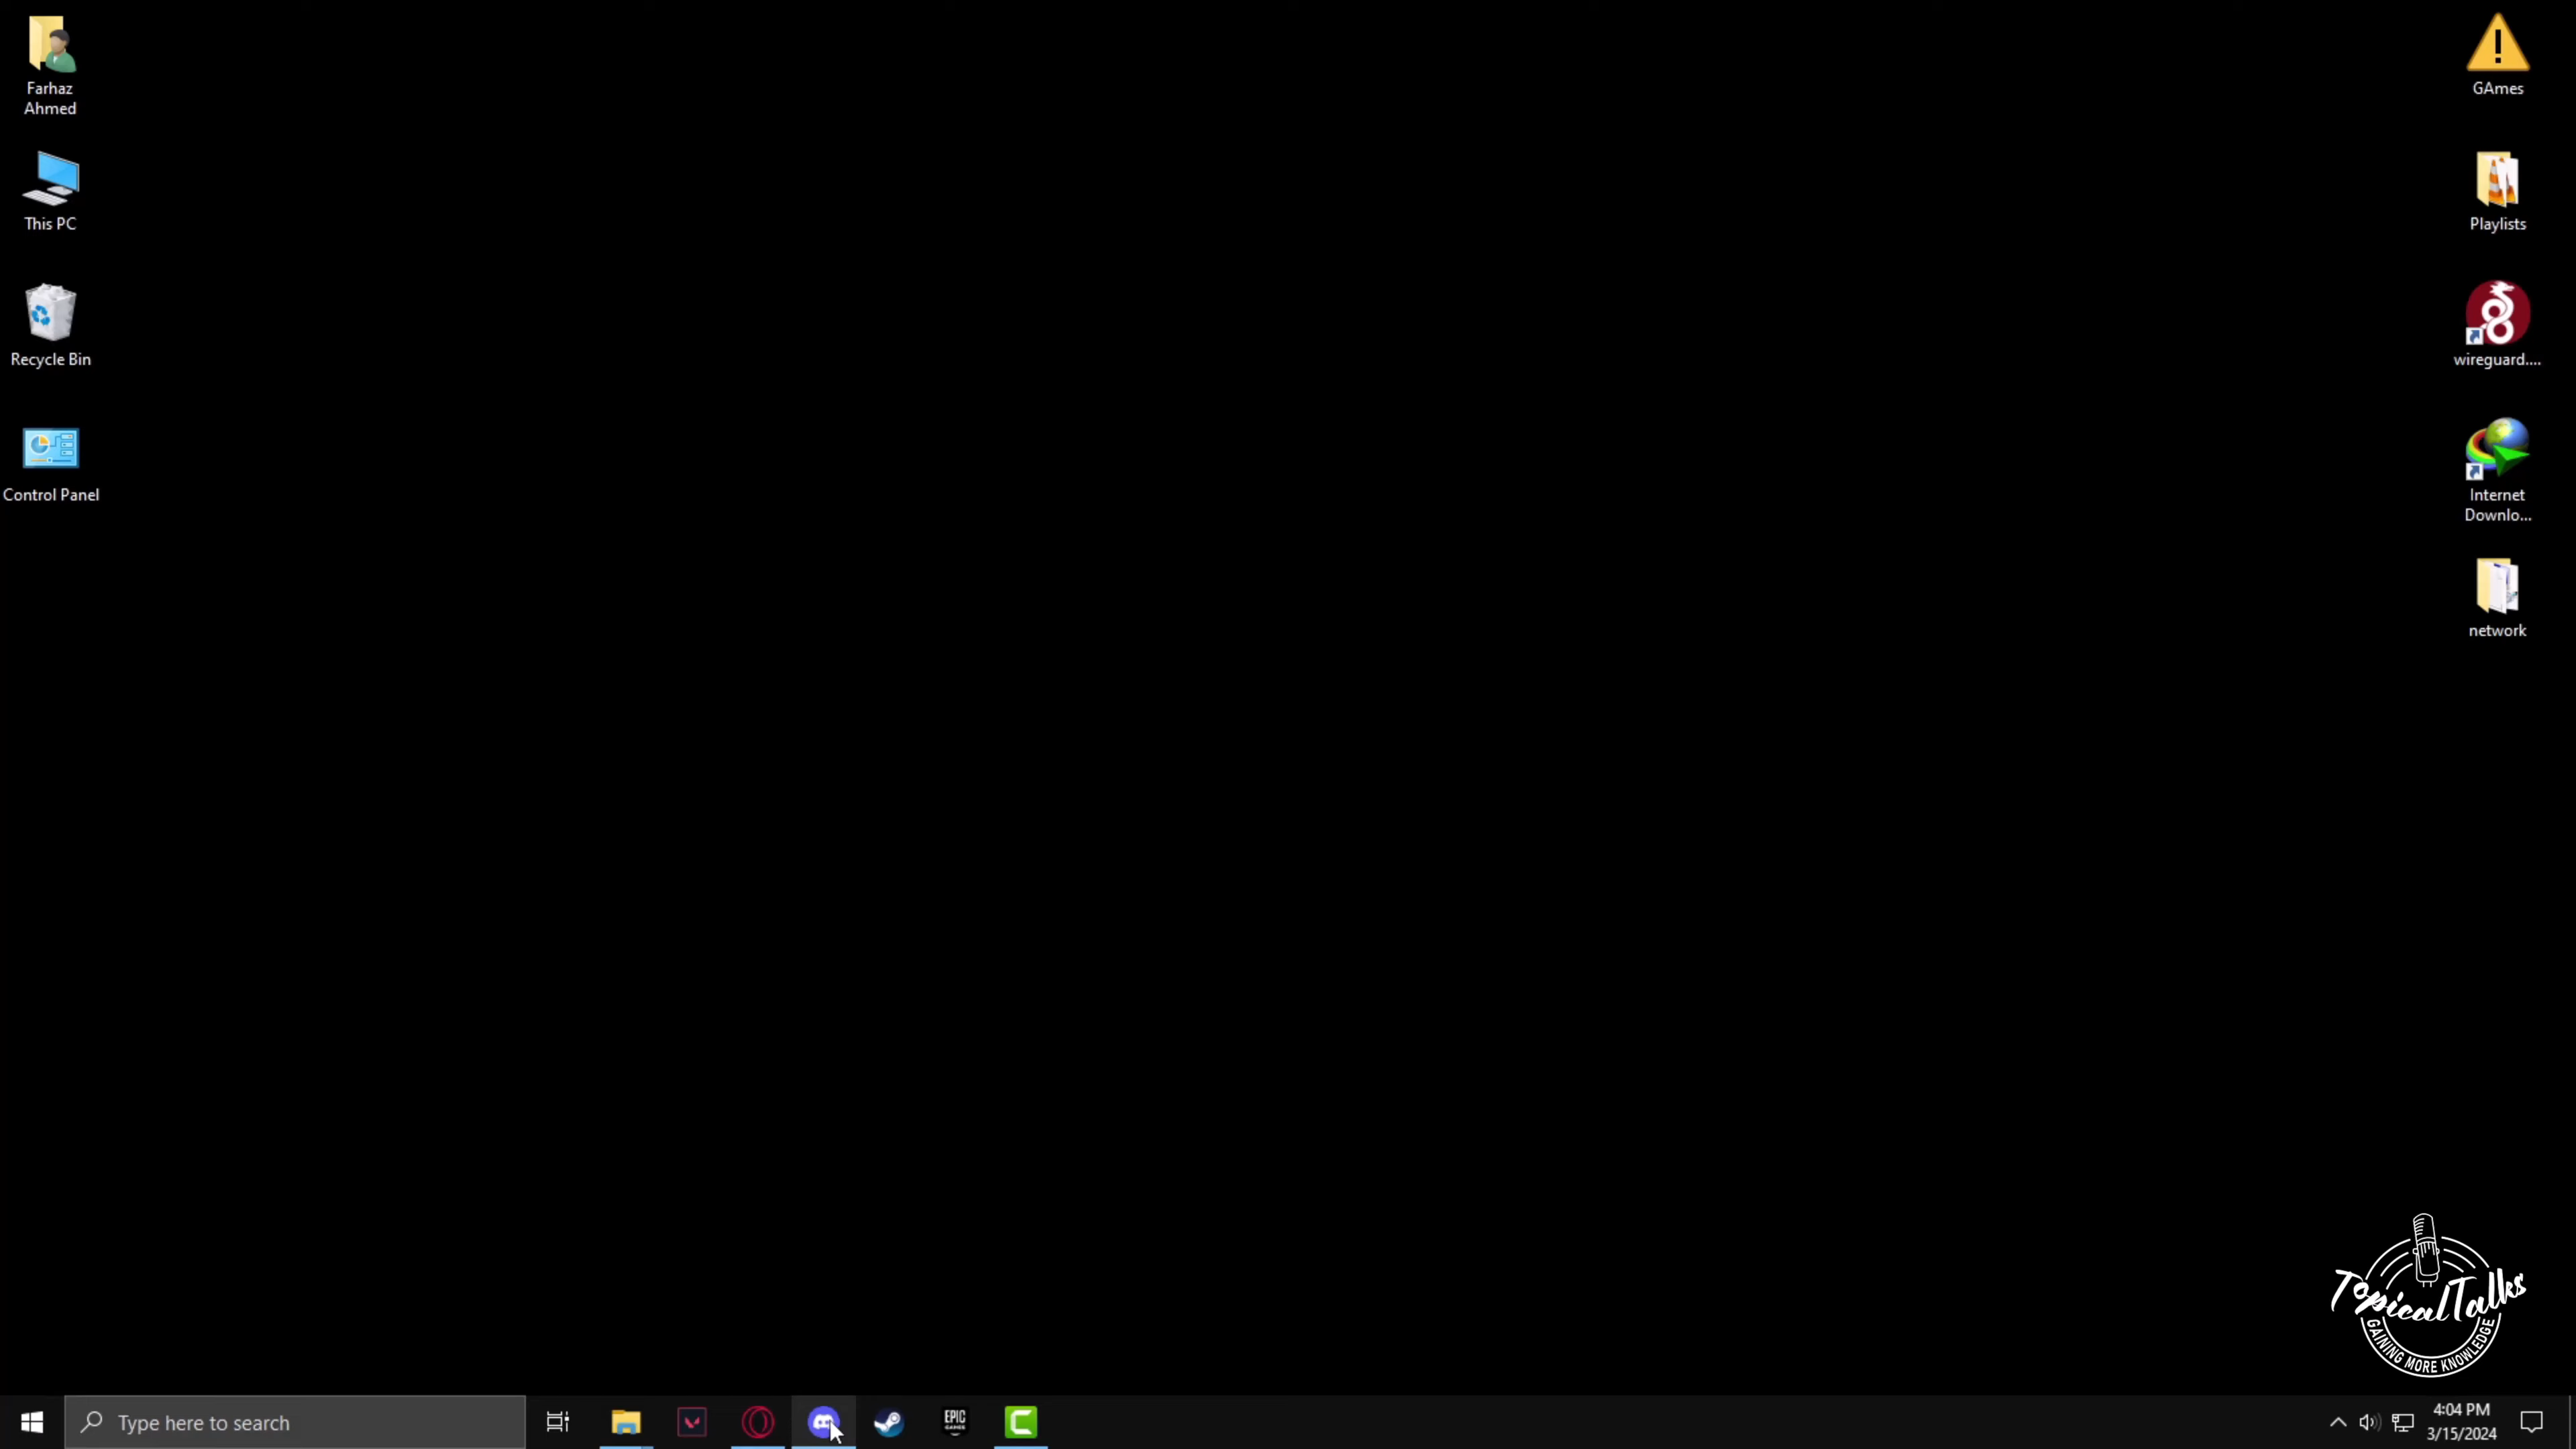 Farhaz
Ahmed
This PC
Recycle Bin
Control Panel
GAmes
Playlists
wireguard....
Internet
Downlo...
network
TopicalTalks
GAINING MORE KNOWLEDGE
Type here to search
EPIC
GAMES
4:04 PM
3/15/2024